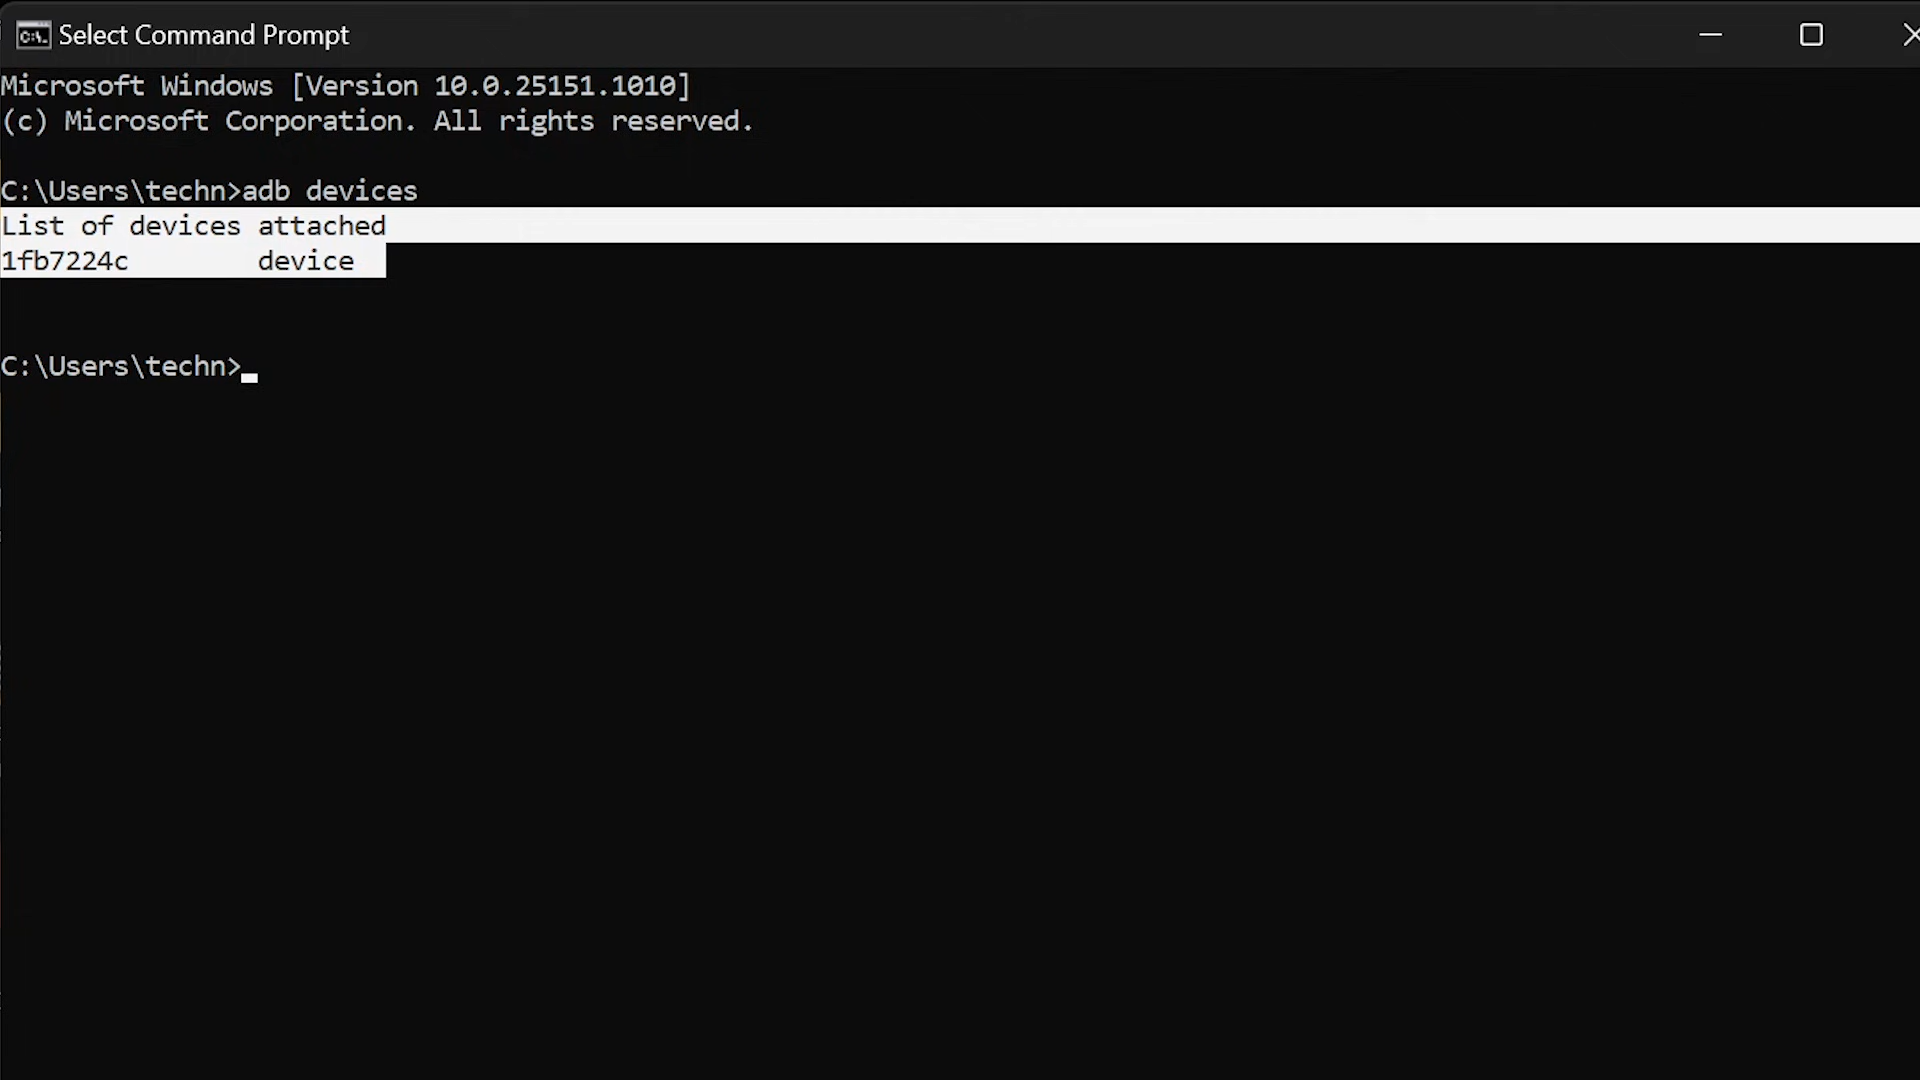 Select Command Prompt
Microsoft Windows [Version 10.0.25151.1010]
(c) Microsoft Corporation. All rights reserved.
C:\Users\techn>adb devices
List of devices attached
1fb7224c        device
C:\Users\techn>